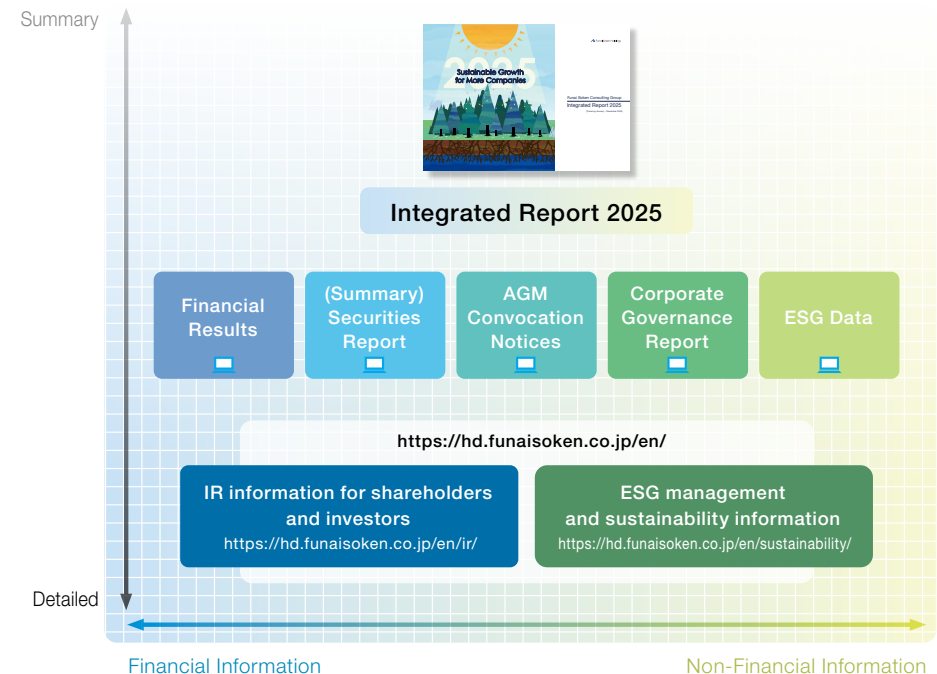 Summary
2025
Sustainable Growth
for More Companies
Funai Soken Consulting Group
Integrated Report 2025
Integrated Report 2025
Financial
Results
(Summary)
Securities
Report
AGM
Convocation
Notices
Corporate
Governance
Report
ESG Data
https://hd.funaisoken.co.jp/en/
IR information for shareholders
and investors
https://hd.funaisoken.co.jp/en/ir/
ESG management
and sustainability information
https://hd.funaisoken.co.jp/en/sustainability/
Detailed
Financial Information
Non-Financial Information